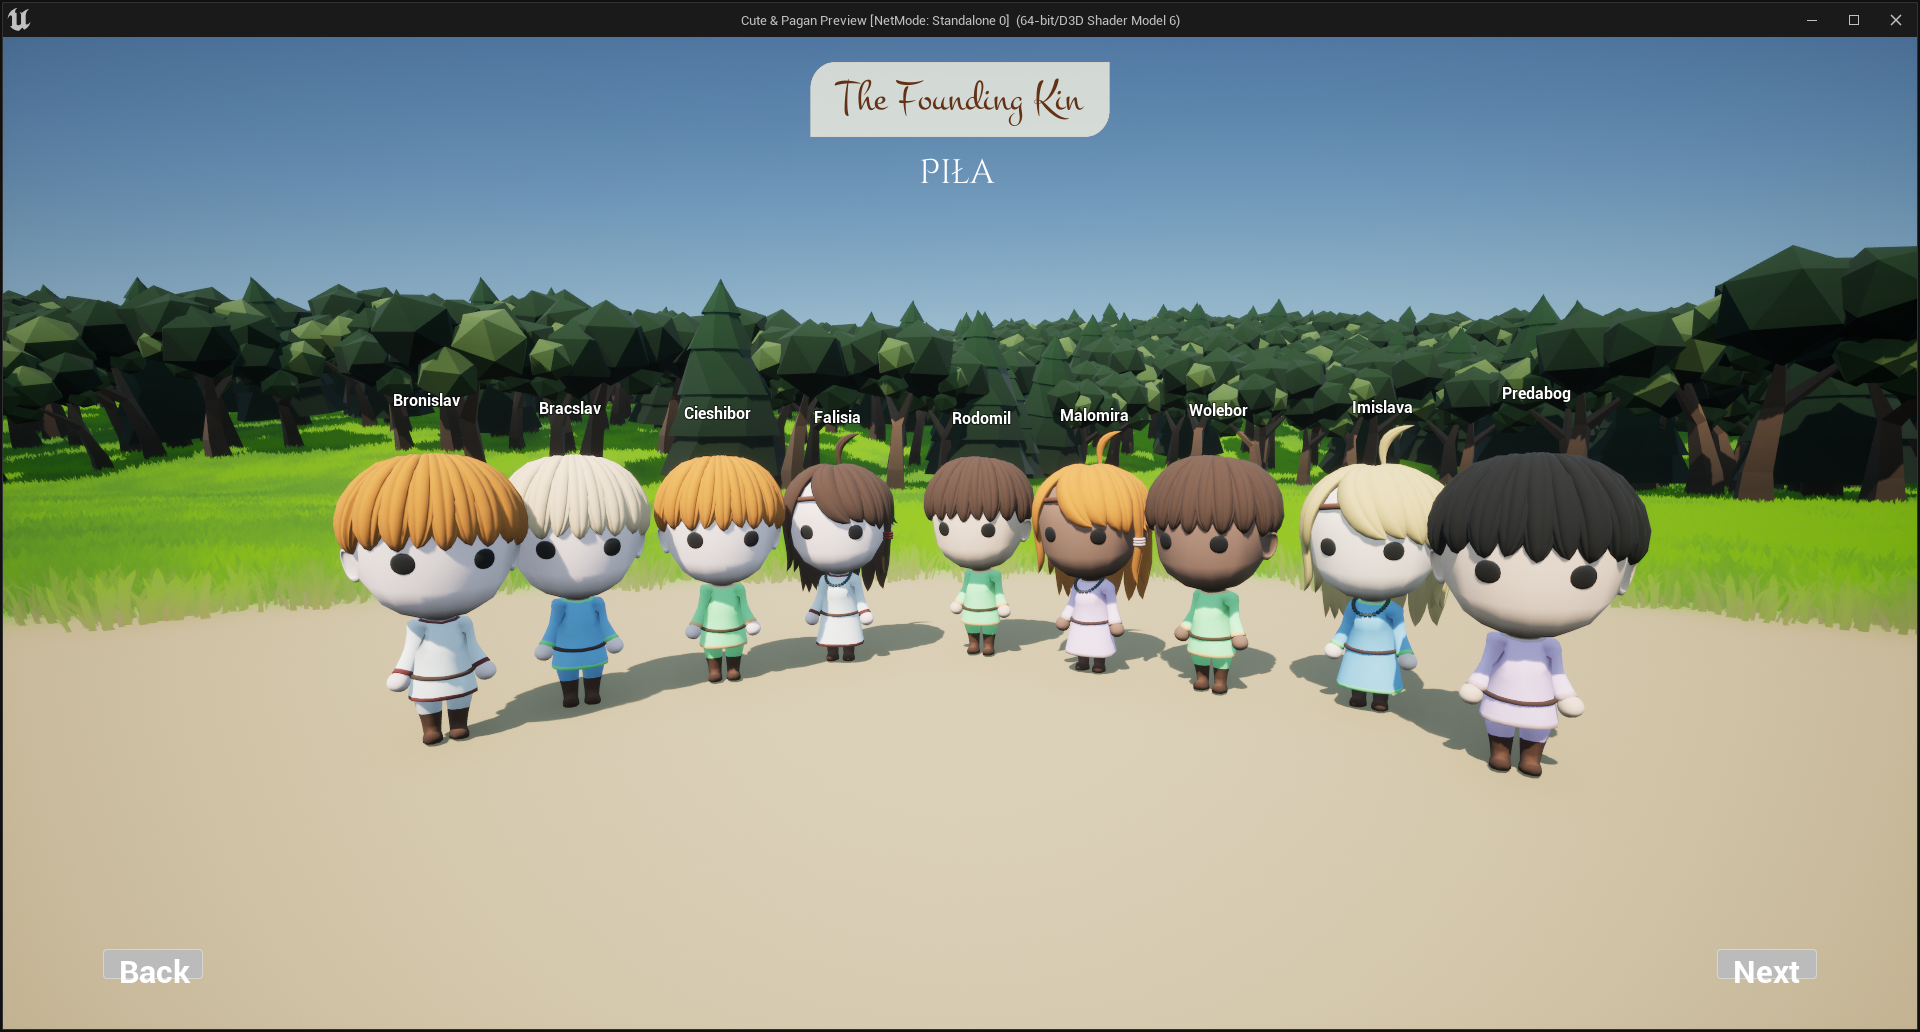 Cute & Pagan Preview [NetMode: Standalone 0] (64-bit/D3D Shader Model 6)
The Founding Kin
PIŁA
Bronislav
Bracslav
Cieshibor
Falisia
Rodomil
Malomira
Wolebor
Imislava
Predabog
Back
Next